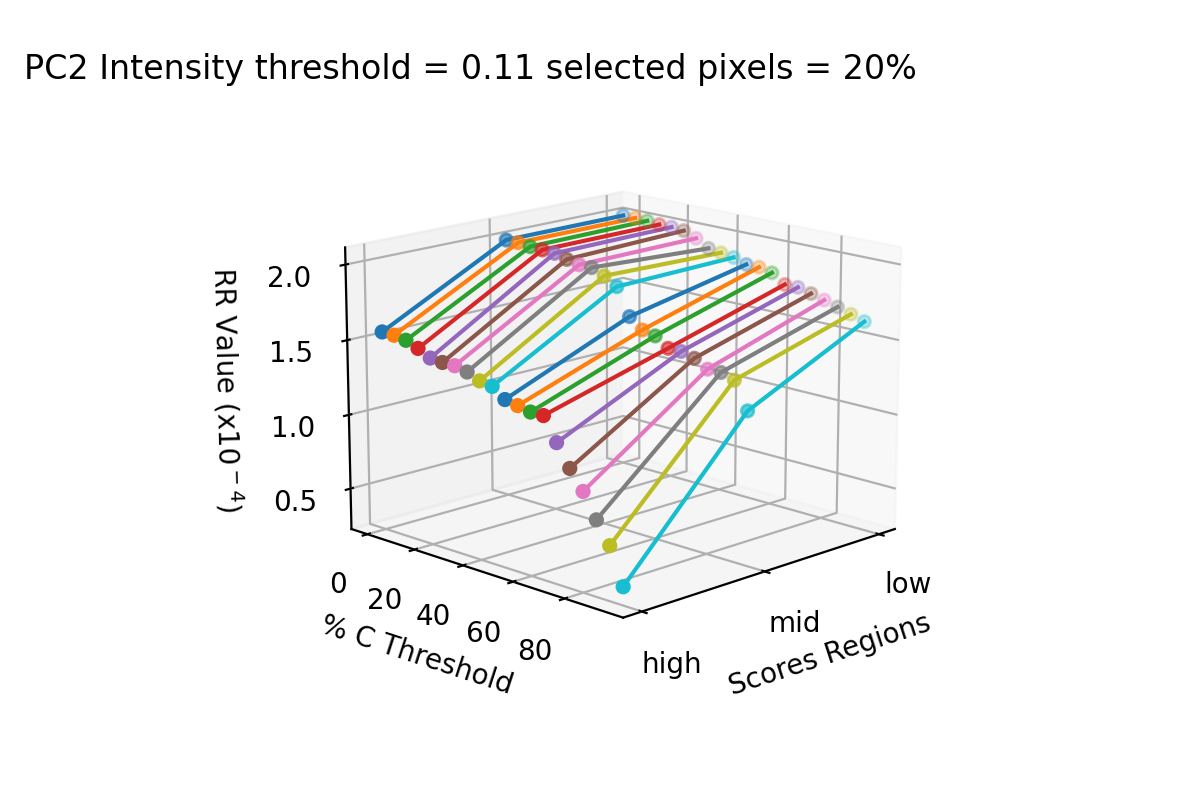 PC2 Intensity threshold = 0.11 selected pixels = 20%
2.0
1.5
1.0
0.5
RR Value (x10⁻⁴)
0
20
40
60
80
% C Threshold
high
mid
low
Scores Regions